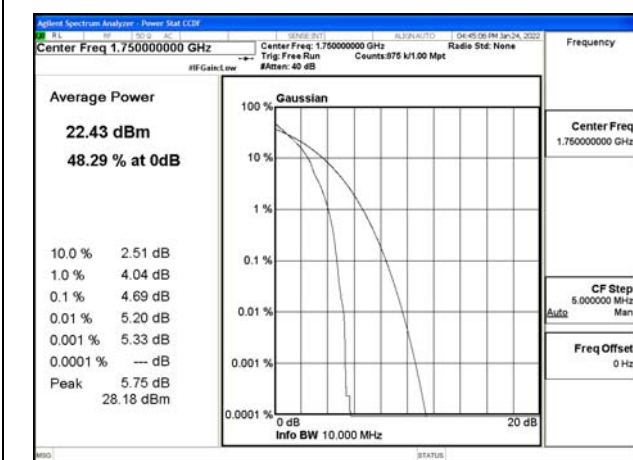 Agilent Spectrum Analyzer - Power Stat CCDF
RL RF 50 Ω AC SENSE:INT ALIGNAUTO 04:45:06 PM Jan 24, 2022
Center Freq 1.750000000 GHz
Center Freq: 1.750000000 GHz Radio Std: None
Trig: Free Run Counts:875 k/1.00 Mpt
#IFGain:Low #Atten: 40 dB
Frequency
Average Power
22.43 dBm
48.29 % at 0dB
10.0 % 2.51 dB
1.0 % 4.04 dB
0.1 % 4.69 dB
0.01 % 5.20 dB
0.001 % 5.33 dB
0.0001 % --- dB
Peak 5.75 dB
28.18 dBm
Gaussian
100 %
10 %
1 %
0.1 %
0.01 %
0.001 %
0.0001 %
0 dB 20 dB
Info BW 10.000 MHz
Center Freq
1.750000000 GHz
CF Step
5.000000 MHz
Auto Man
Freq Offset
0 Hz
MSG STATUS